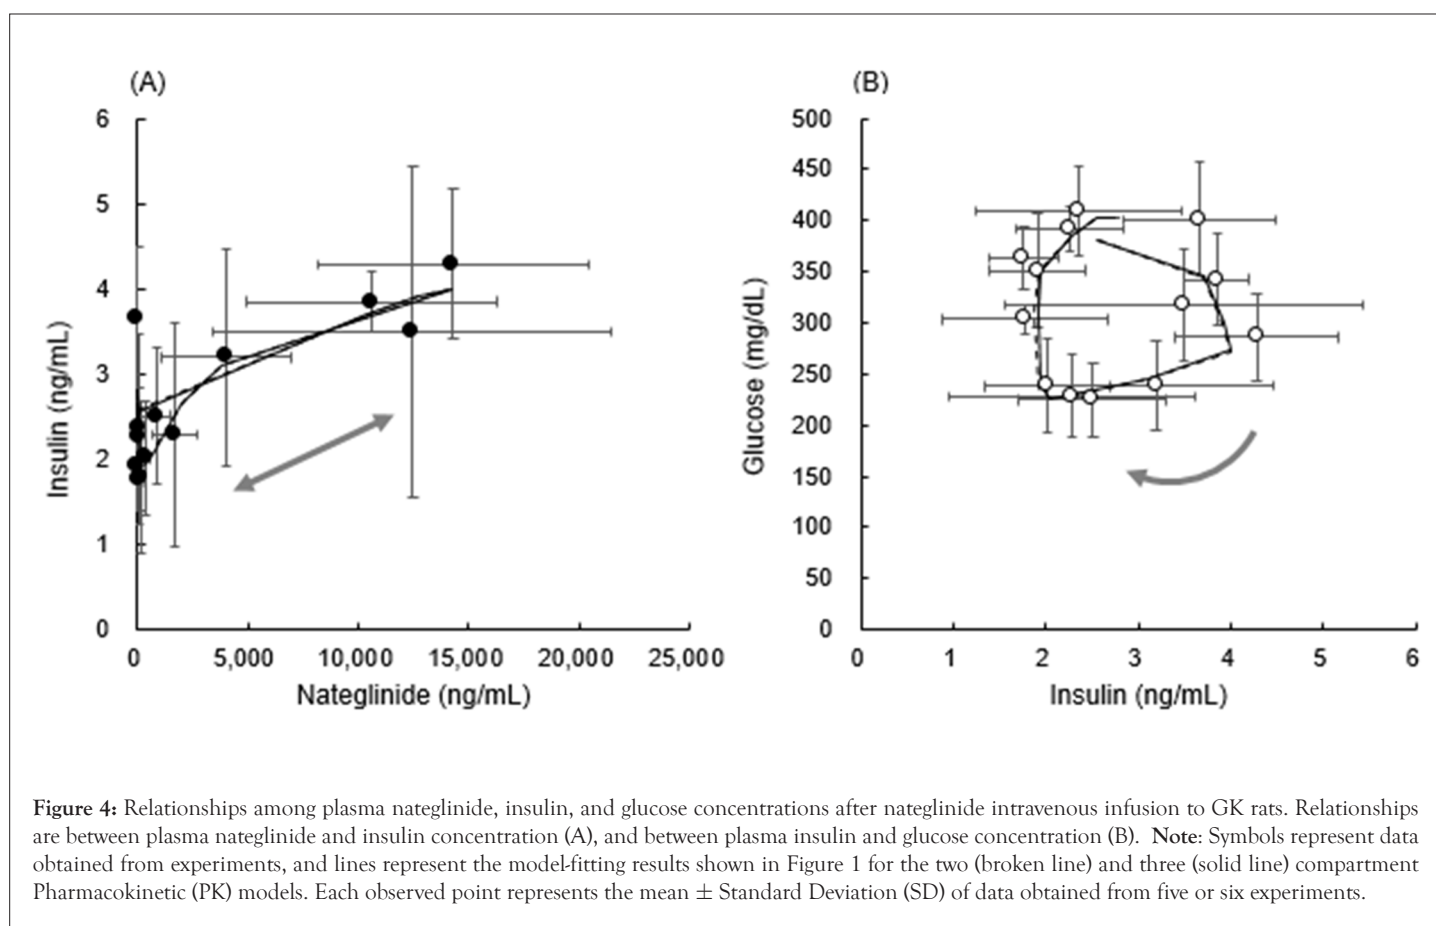 (A)
6
5
4
3
2
1
0
Insulin (ng/mL)
0 5,000 10,000 15,000 20,000 25,000
Nateglinide (ng/mL)
(B)
500
450
400
350
300
250
200
150
100
50
0
Glucose (mg/dL)
0 1 2 3 4 5 6
Insulin (ng/mL)
Figure 4: Relationships among plasma nateglinide, insulin, and glucose concentrations after nateglinide intravenous infusion to GK rats. Relationships
are between plasma nateglinide and insulin concentration (A), and between plasma insulin and glucose concentration (B). Note: Symbols represent data
obtained from experiments, and lines represent the model-fitting results shown in Figure 1 for the two (broken line) and three (solid line) compartment
Pharmacokinetic (PK) models. Each observed point represents the mean ± Standard Deviation (SD) of data obtained from five or six experiments.